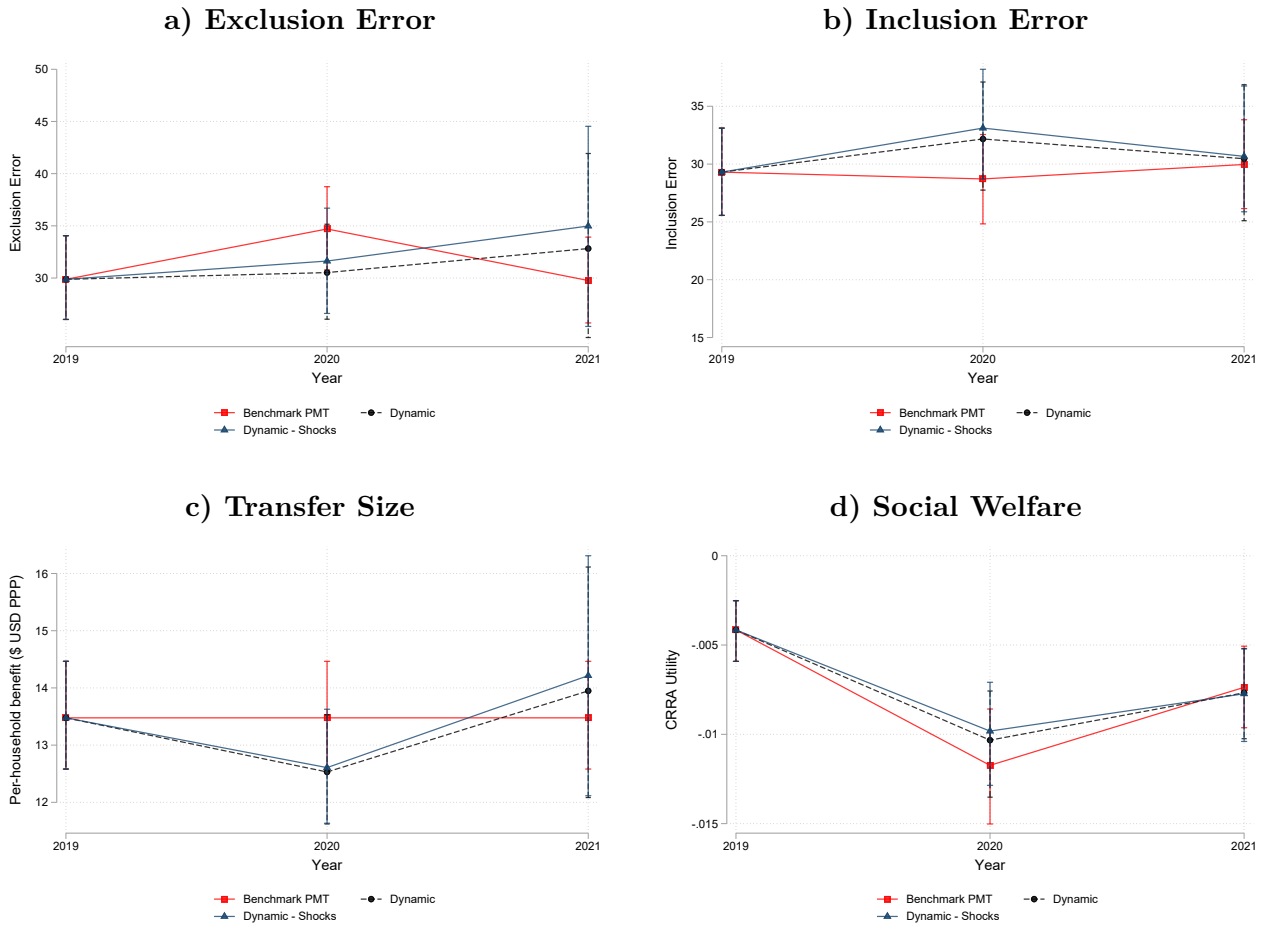 a) Exclusion Error
50
45
40
35
30
Exclusion Error
2019
2020
2021
Year
Benchmark PMT
Dynamic
Dynamic - Shocks
b) Inclusion Error
35
30
25
20
15
Inclusion Error
2019
2020
2021
Year
Benchmark PMT
Dynamic
Dynamic - Shocks
c) Transfer Size
16
15
14
13
12
Per-household benefit ($ USD PPP)
2019
2020
2021
Year
Benchmark PMT
Dynamic
Dynamic - Shocks
d) Social Welfare
0
-.005
-.01
-.015
CRRA Utility
2019
2020
2021
Year
Benchmark PMT
Dynamic
Dynamic - Shocks